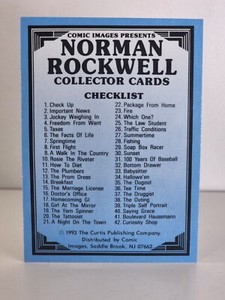 COMIC IMAGES PRESENTS
NORMAN
ROCKWELL
COLLECTOR CARDS
CHECKLIST
1. Check Up
2. Important News
3. Jockey Weighing In
4. Freedom From Want
5. Texas
6. The Facts Of Life
7. Springtime
8. First Flight
9. A Walk In the Country
10. Rosie The Riveter
11. How To Diet
12. The Plumbers
13. The Prom Dress
14. Breakfast
15. The Marriage License
16. Doctor's Office
17. Homecoming GI
18. Girl At The Mirror
19. The Yarn Spinner
20. The Tattooist
21. A Night On The Town
22. Package From Home
23. Fire
24. Which One?
25. The Law Student
26. Traffic Conditions
27. Summertime
28. Fishing
29. Soap Box Racer
30. Sunset
31. 100 Years Of Baseball
32. Bottom Drawer
33. Babysitter
34. Hallowe'en
35. The Dugout
36. Tea Time
37. The Druggist
38. The Outing
39. Triple Self Portrait
40. Saying Grace
41. Boulevard Haussmann
42. Curiosity Shop
© 1993 The Curtis Publishing Company.
Distributed by Comic
Images, Saddle Brook, NJ 07662